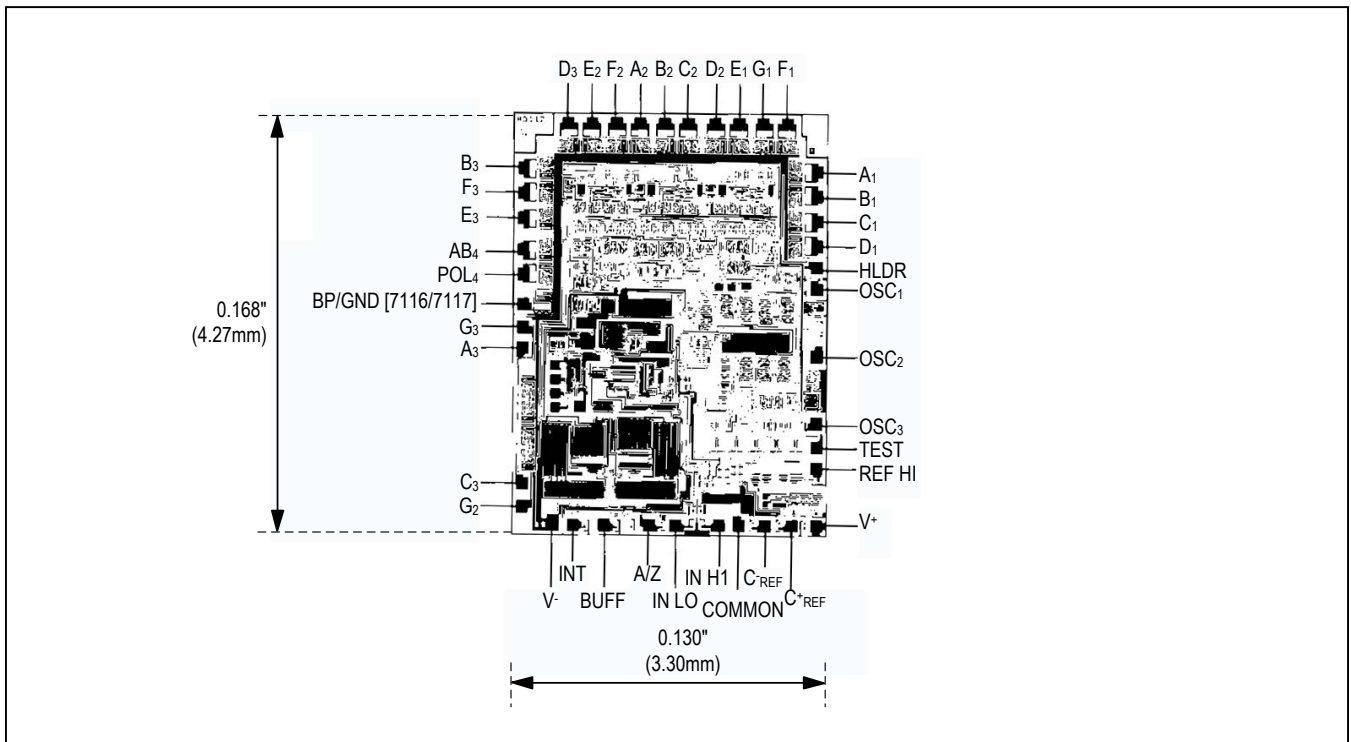 D₃ E₂ F₂ A₂ B₂ C₂ D₂ E₁ G₁ F₁
B₃
F₃
E₃
AB₄
POL₄
BP/GND [7116/7117]
G₃
A₃
C₃
G₂
0.168"
(4.27mm)
A₁
B₁
C₁
D₁
HLDR
OSC₁
OSC₂
OSC₃
TEST
REF HI
V⁺
V⁻
INT
BUFF
A/Z
IN LO
IN H1
COMMON
C⁻REF
C⁺REF
0.130"
(3.30mm)